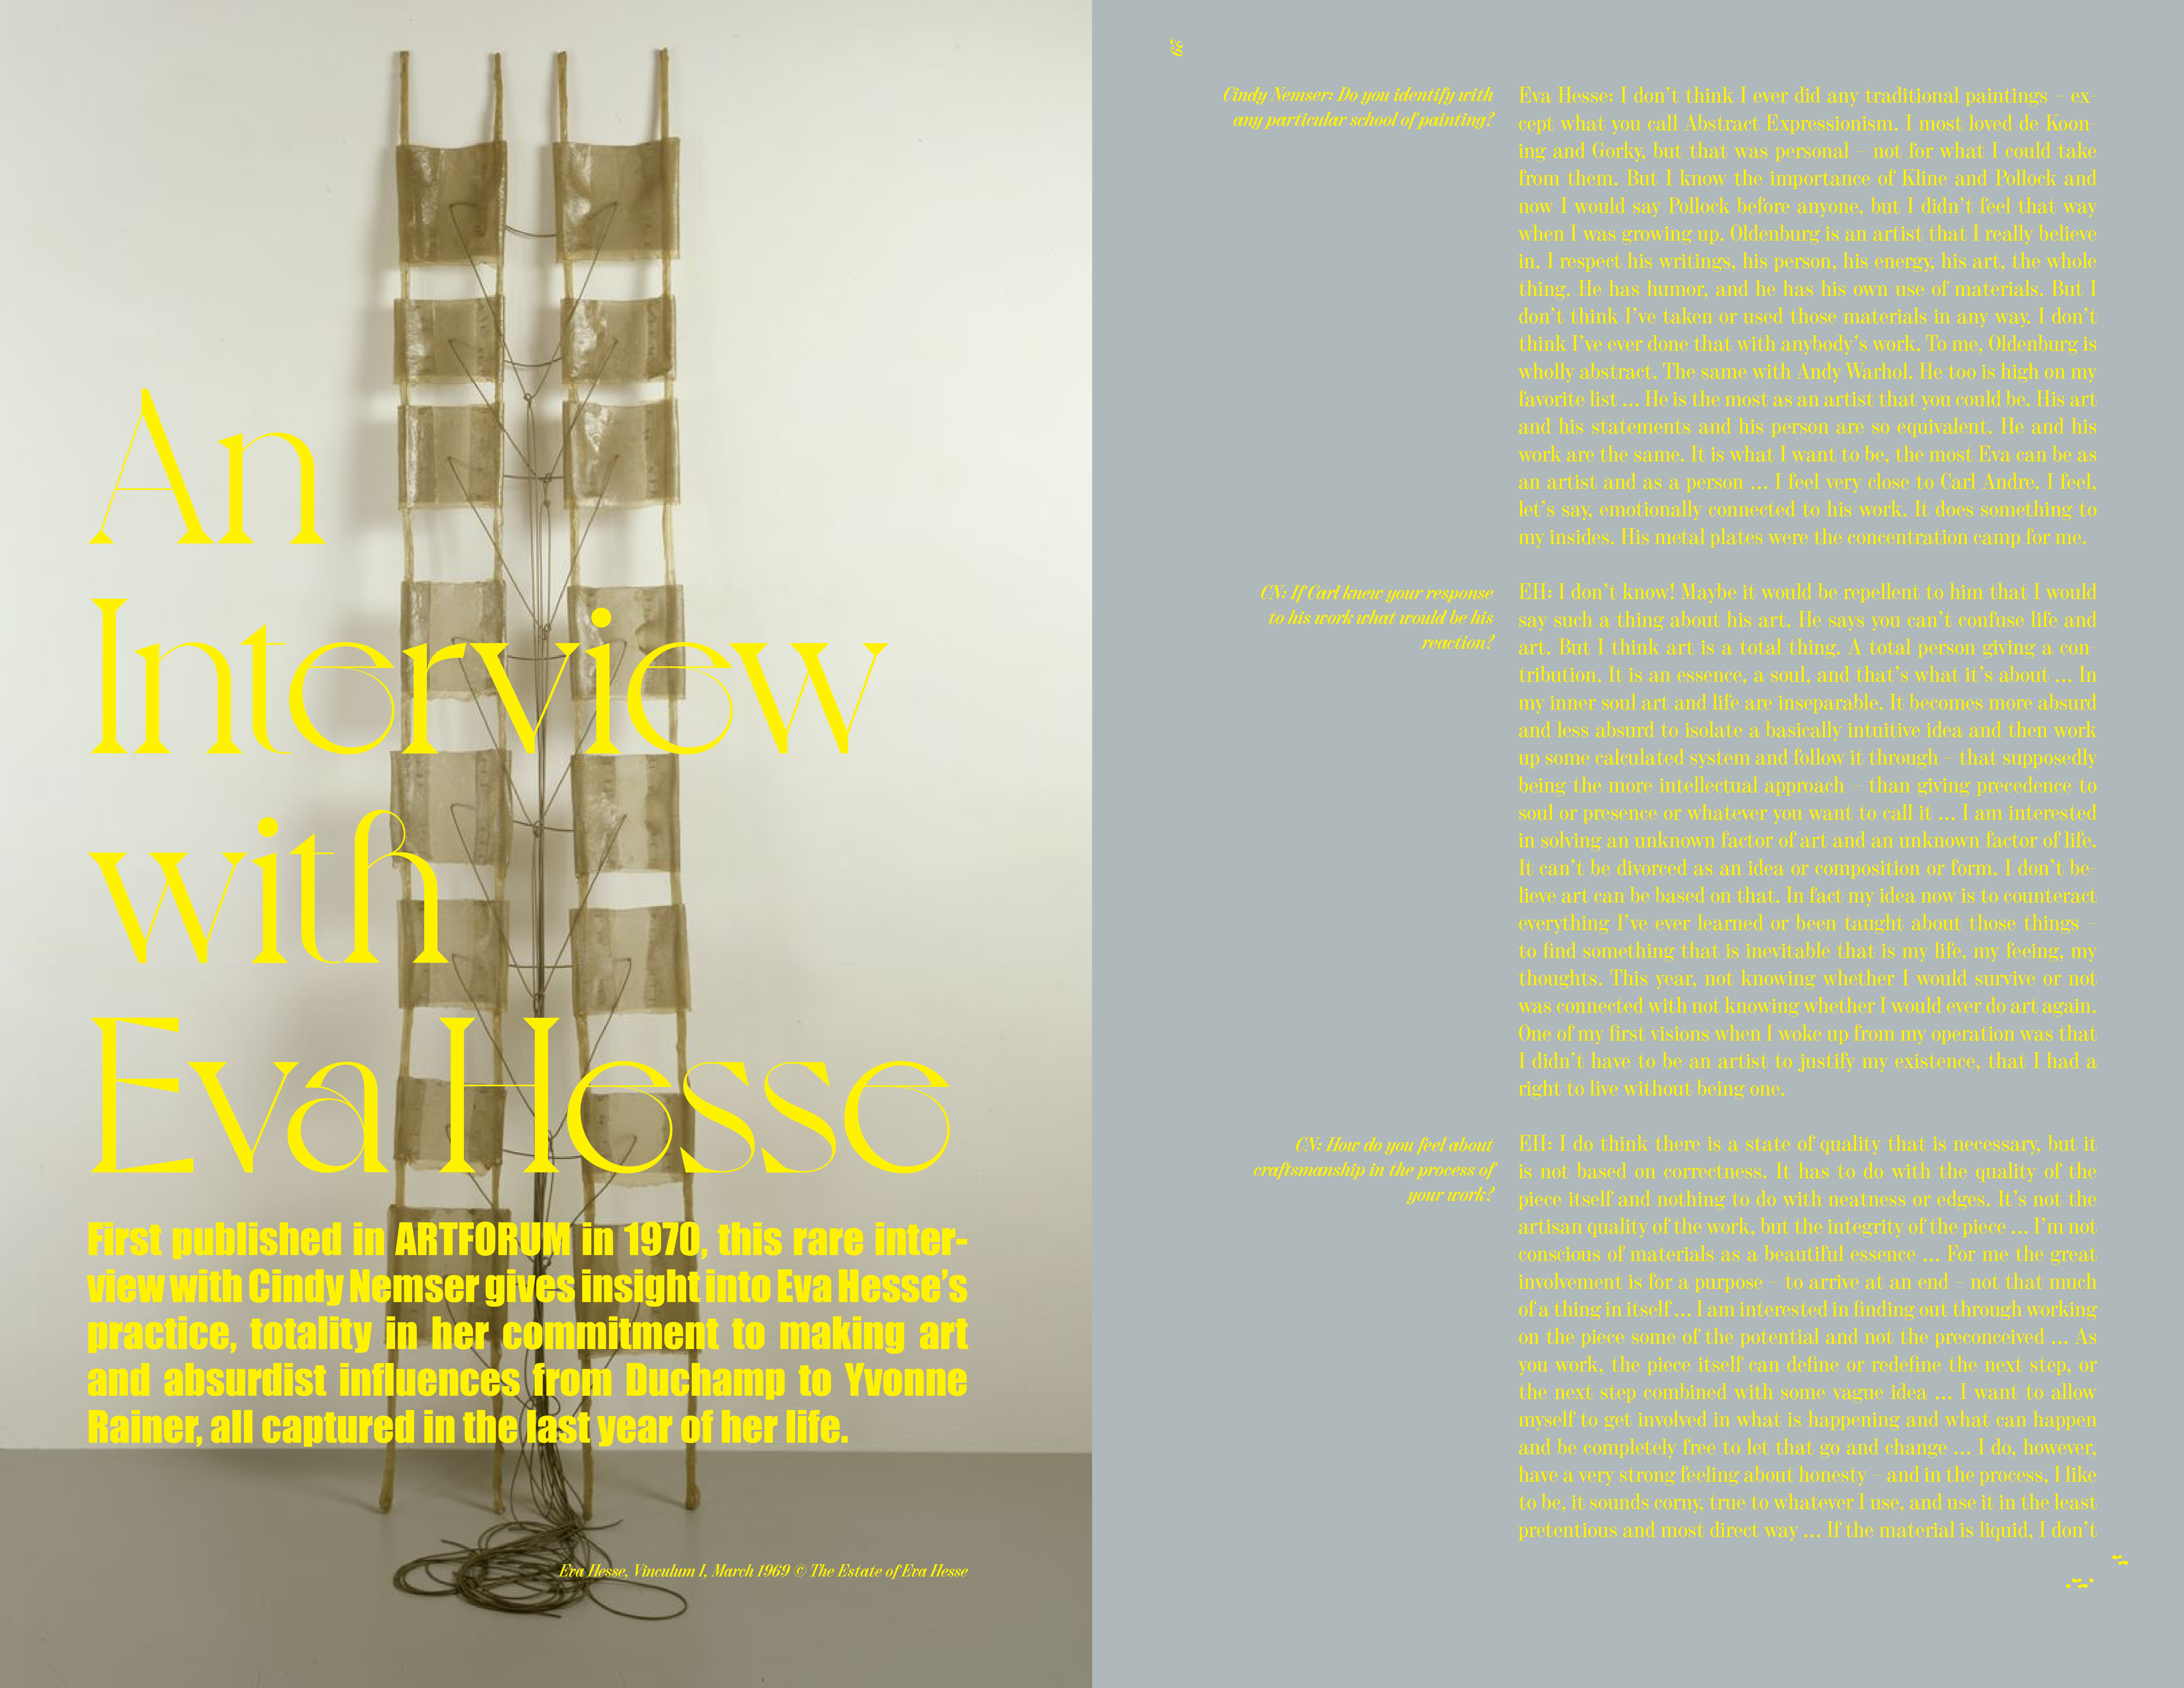 An
Interview
with
Eva Hesse
First published in ARTFORUM in 1970, this rare inter-
view with Cindy Nemser gives insight into Eva Hesse's
practice, totality in her commitment to making art
and absurdist influences from Duchamp to Yvonne
Rainer, all captured in the last year of her life.
Eva Hesse, Vinculum I, March 1969 © The Estate of Eva Hesse
Cindy Nemser: Do you identify with
any particular school of painting?
Eva Hesse: I don't think I ever did any traditional paintings – ex-
cept what you call Abstract Expressionism. I most loved de Koon-
ing and Gorky, but that was personal – not for what I could take
from them. But I know the importance of Kline and Pollock and
now I would say Pollock before anyone, but I didn't feel that way
when I was growing up. Oldenburg is an artist that I really believe
in. I respect his writings, his person, his energy, his art, the whole
thing. He has humor, and he has his own use of materials. But I
don't think I've taken or used those materials in any way. I don't
think I've ever done that with anybody's work. To me, Oldenburg is
wholly abstract. The same with Andy Warhol. He too is high on my
favorite list ... He is the most as an artist that you could be. His art
and his statements and his person are so equivalent. He and his
work are the same. It is what I want to be, the most Eva can be as
an artist and as a person ... I feel very close to Carl Andre. I feel,
let's say, emotionally connected to his work. It does something to
my insides. His metal plates were the concentration camp for me.
CN: If Carl knew your response
to his work what would be his
reaction?
EH: I don't know! Maybe it would be repellent to him that I would
say such a thing about his art. He says you can't confuse life and
art. But I think art is a total thing. A total person giving a con-
tribution. It is an essence, a soul, and that's what it's about ... In
my inner soul art and life are inseparable. It becomes more absurd
and less absurd to isolate a basically intuitive idea and then work
up some calculated system and follow it through – that supposedly
being the more intellectual approach – than giving precedence to
soul or presence or whatever you want to call it ... I am interested
in solving an unknown factor of art and an unknown factor of life.
It can't be divorced as an idea or composition or form. I don't be-
lieve art can be based on that. In fact my idea now is to counteract
everything I've ever learned or been taught about those things –
to find something that is inevitable that is my life, my feeing, my
thoughts. This year, not knowing whether I would survive or not
was connected with not knowing whether I would ever do art again.
One of my first visions when I woke up from my operation was that
I didn't have to be an artist to justify my existence, that I had a
right to live without being one.
CN: How do you feel about
craftsmanship in the process of
your work?
EH: I do think there is a state of quality that is necessary, but it
is not based on correctness. It has to do with the quality of the
piece itself and nothing to do with neatness or edges. It's not the
artisan quality of the work, but the integrity of the piece ... I'm not
conscious of materials as a beautiful essence ... For me the great
involvement is for a purpose – to arrive at an end – not that much
of a thing in itself ... I am interested in finding out through working
on the piece some of the potential and not the preconceived ... As
you work, the piece itself can define or redefine the next step, or
the next step combined with some vague idea ... I want to allow
myself to get involved in what is happening and what can happen
and be completely free to let that go and change ... I do, however,
have a very strong feeling about honesty – and in the process, I like
to be, it sounds corny, true to whatever I use, and use it in the least
pretentious and most direct way ... If the material is liquid, I don't